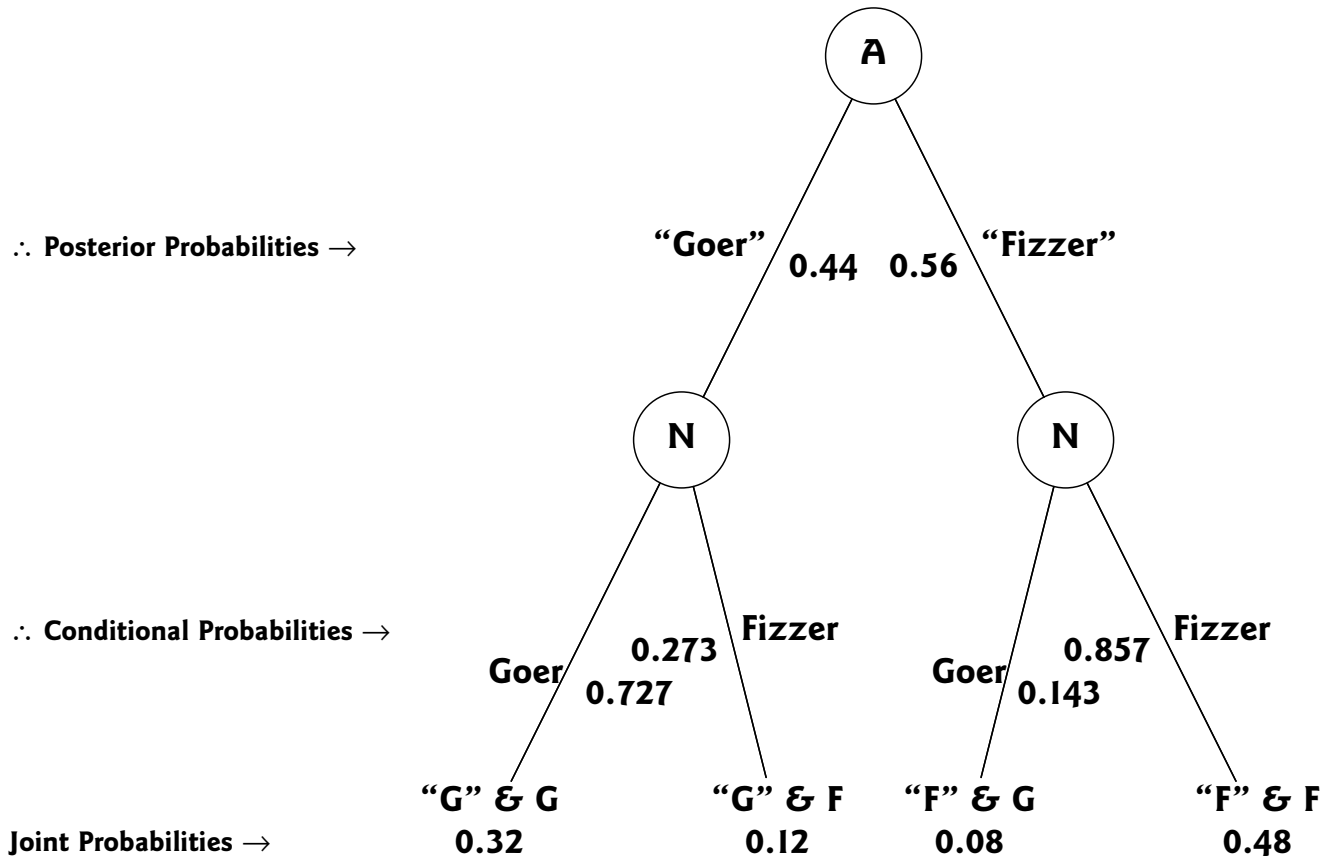 A
∴ Posterior Probabilities → “Goer” 0.44 0.56 “Fizzer”
N N
∴ Conditional Probabilities → Goer 0.727 0.273 Fizzer Goer 0.143 0.857 Fizzer
“G” & G “G” & F “F” & G “F” & F
Joint Probabilities → 0.32 0.12 0.08 0.48